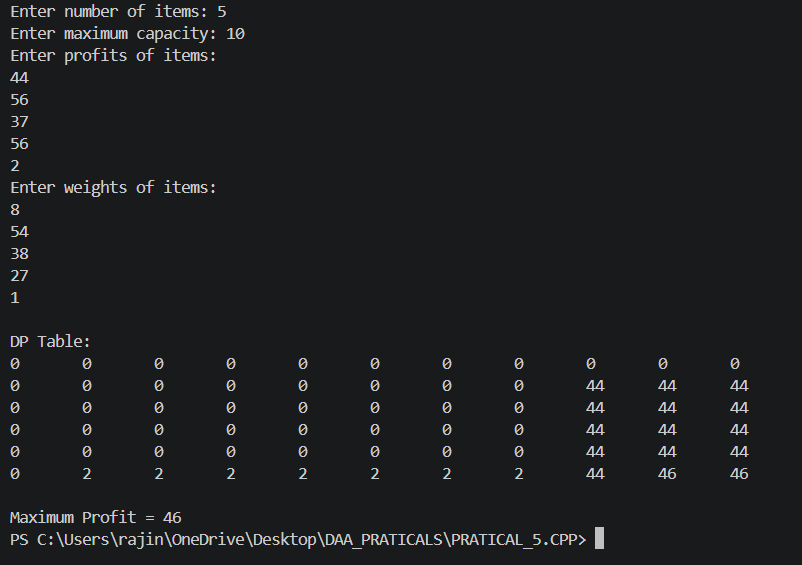 Enter number of items: 5
Enter maximum capacity: 10
Enter profits of items:
44
56
37
56
2
Enter weights of items:
8
54
38
27
1
DP Table:
0 0 0 0 0 0 0 0 0 0 0
0 0 0 0 0 0 0 0 44 44 44
0 0 0 0 0 0 0 0 44 44 44
0 0 0 0 0 0 0 0 44 44 44
0 0 0 0 0 0 0 0 44 44 44
0 2 2 2 2 2 2 2 44 46 46
Maximum Profit = 46
PS C:\Users\rajin\OneDrive\Desktop\DAA_PRATICALS\PRATICAL_5.CPP>